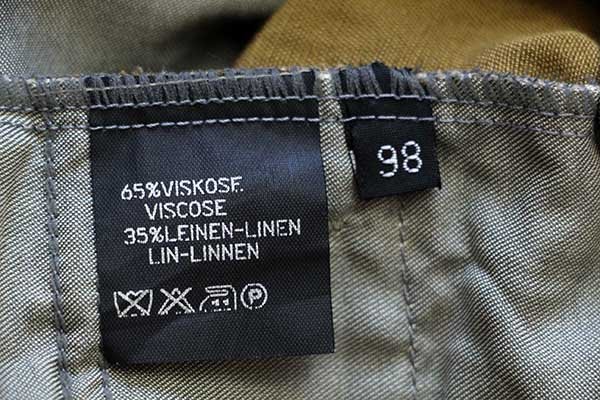 65%VISKOSE
VISCOSE
35%LEINEN-LINEN
LIN-LINNEN
P
98